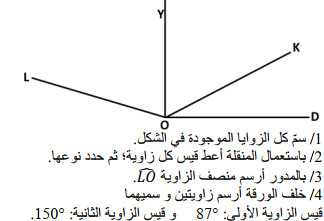 Y
K
L
O
D
1/ سمّ كل الزوايا الموجودة في الشكل.
2/ باستعمال المنقلة أعط قيس كل زاوية؛ ثم حدد نوعها.
3/ بالمدور أرسم منصف الزاوية LO.
4/ خلف الورقة أرسم زاويتين و سميهما
قيس الزاوية الأولى: 87° و قيس الزاوية الثانية: 150°.